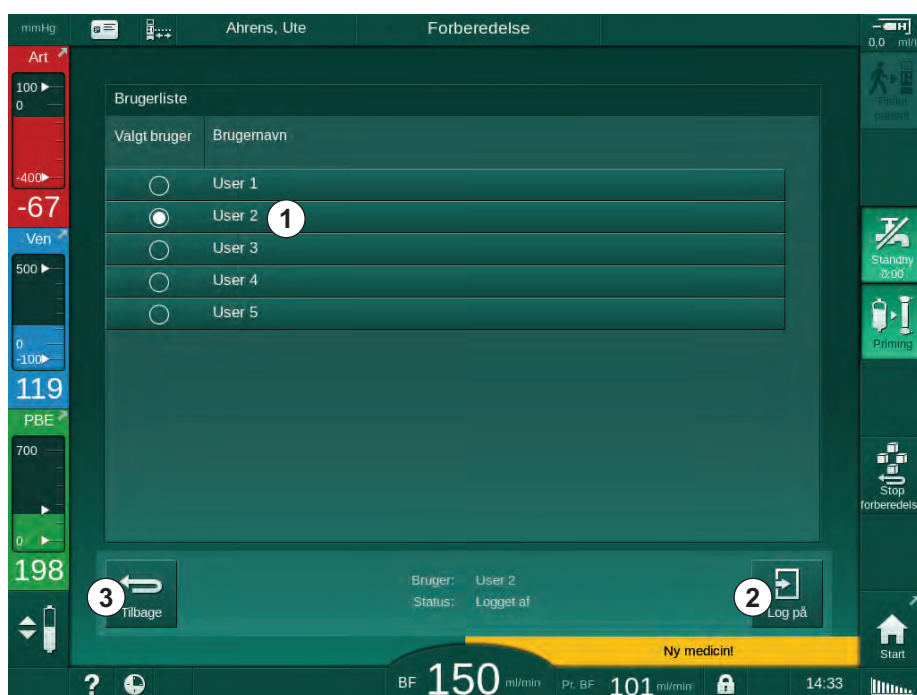 mmHg
Ahrens, Ute
Forberedelse
0,0 ml/
Art
100
0
-400
-67
Ven
500
0
-100
119
PBE
700
0
198
Brugerliste
Valgt bruger
Brugernavn
User 1
User 2
1
User 3
User 4
User 5
3
Tilbage
Bruger: User 2
Status: Logget af
2
Log på
Ny medicin!
Tilslut
patient
Standby
0:00
Priming
Stop
forberedels
Start
?
BF 150 ml/min
Pr. BF 101 ml/min
14:33